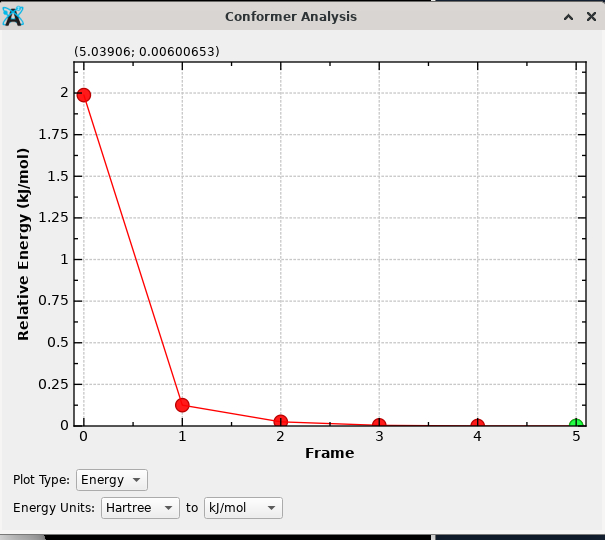 Conformer Analysis
(5.03906; 0.00600653)
2
1.75
1.5
1.25
1
0.75
0.5
0.25
0
Relative Energy (kJ/mol)
0 1 2 3 4 5
Frame
Plot Type: Energy
Energy Units: Hartree to kJ/mol